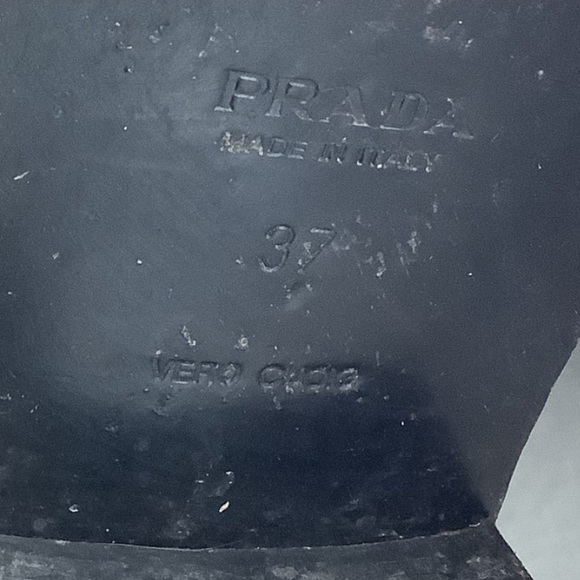 PRADA
MADE IN ITALY
37
VERO CUOIO